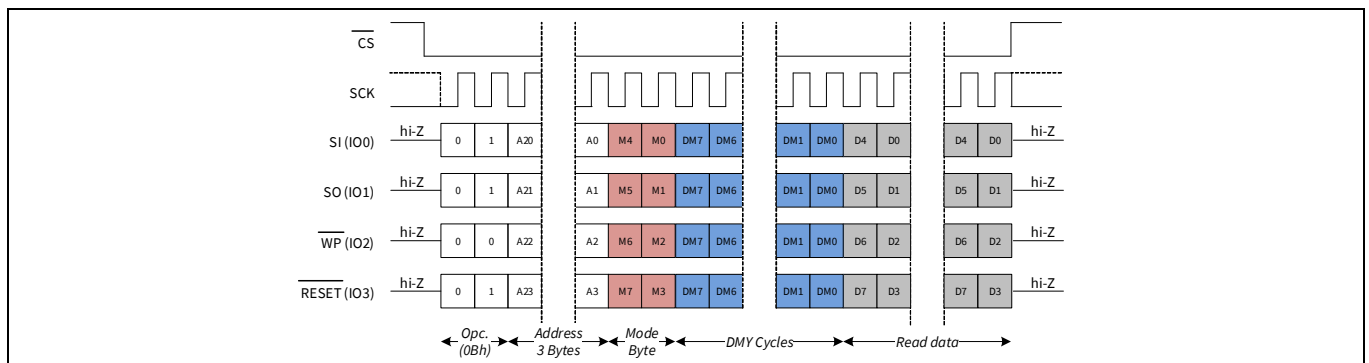 CS
SCK
SI (IO0) hi-Z 0 1 A20 A0 M4 M0 DM7 DM6 DM1 DM0 D4 D0 D4 D0 hi-Z
SO (IO1) hi-Z 0 1 A21 A1 M5 M1 DM7 DM6 DM1 DM0 D5 D1 D5 D1 hi-Z
WP (IO2) hi-Z 0 0 A22 A2 M6 M2 DM7 DM6 DM1 DM0 D6 D2 D6 D2 hi-Z
RESET (IO3) hi-Z 0 1 A23 A3 M7 M3 DM7 DM6 DM1 DM0 D7 D3 D7 D3 hi-Z
Opc. Address Mode DMY Cycles Read data
(0Bh) 3 Bytes Byte